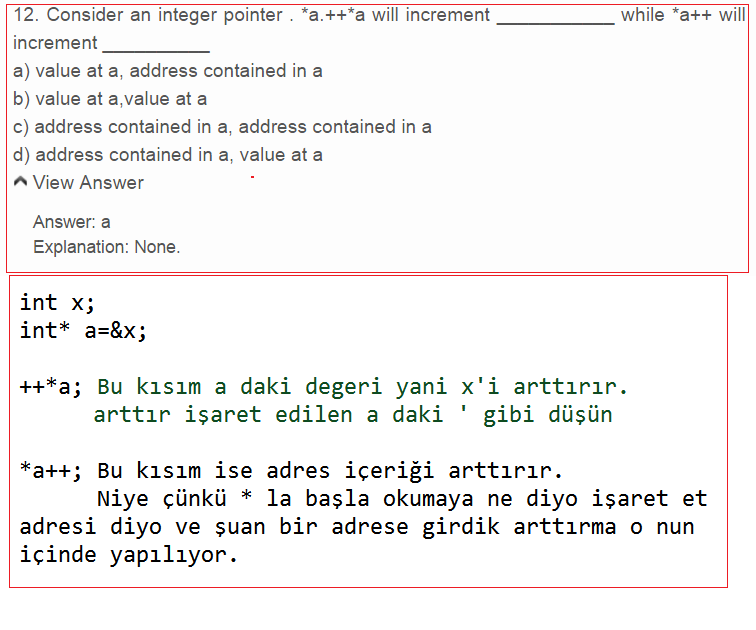 12. Consider an integer pointer . *a.++*a will increment ____________ while *a++ will
increment ___________
a) value at a, address contained in a
b) value at a,value at a
c) address contained in a, address contained in a
d) address contained in a, value at a
View Answer
Answer: a
Explanation: None.
int x;
int* a=&x;
++*a; Bu kısım a daki degeri yani x'i arttırır.
arttır işaret edilen a daki ' gibi düşün
*a++; Bu kısım ise adres içeriği arttırır.
Niye çünkü * la başla okumaya ne diyo işaret et
adresi diyo ve şuan bir adrese girdik arttırma o nun
içinde yapılıyor.